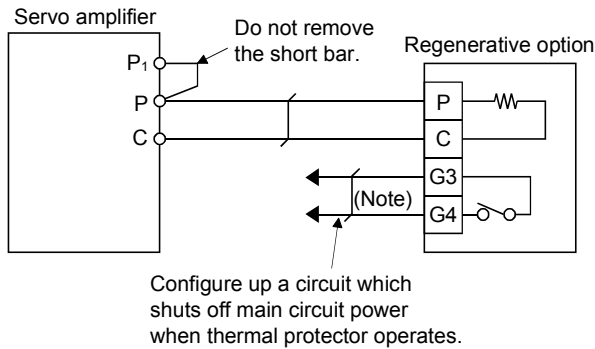 Servo amplifier
Do not remove
the short bar.
Regenerative option
P₁
P
C
P
C
G3
G4
(Note)
Configure up a circuit which
shuts off main circuit power
when thermal protector operates.